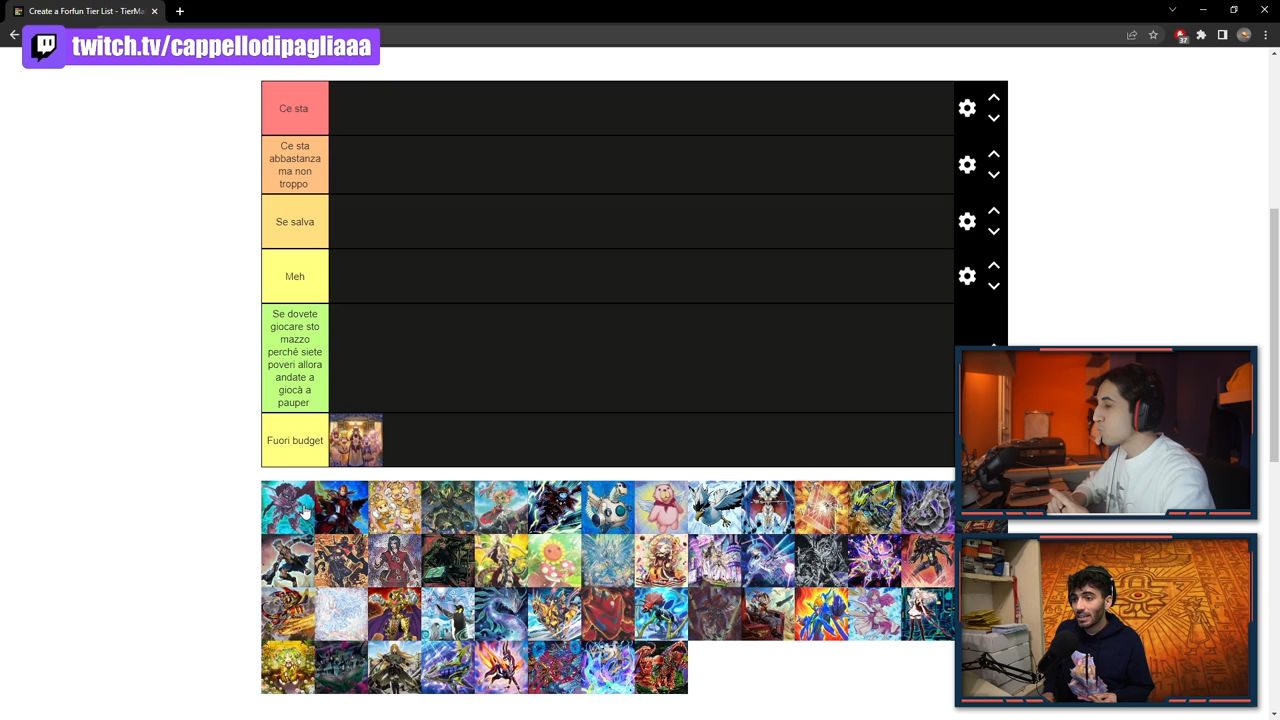 Create a Forfun Tier List - TierMa
twitch.tv/cappellodipagliaaa
37
Ce sta
Ce sta
abbastanza
ma non
troppo
Se salva
Meh
Se dovete
giocare sto
mazzo
perché siete
poveri allora
andate a
giocà a
pauper
Fuori budget